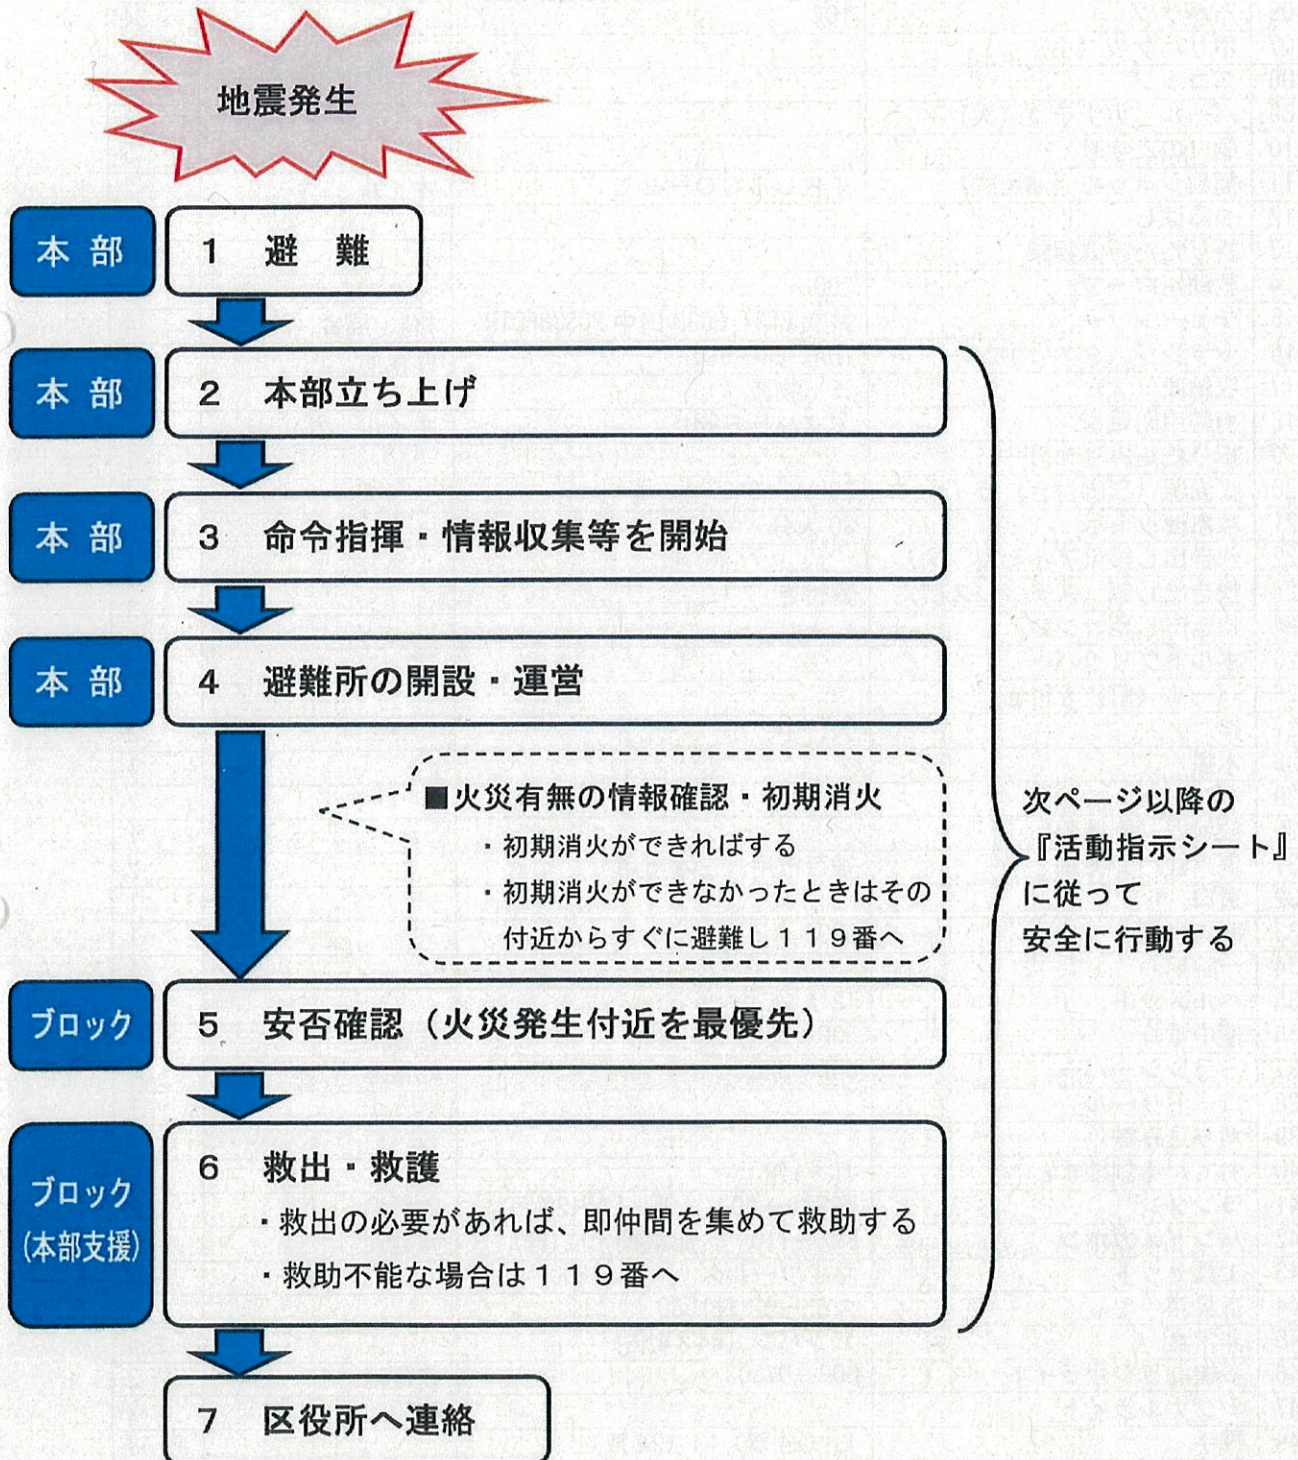 地震発生
本部
1 避難
本部
2 本部立ち上げ
本部
3 命令指揮・情報収集等を開始
本部
4 避難所の開設・運営
■火災有無の情報確認・初期消火
・初期消火ができればする
・初期消火ができなかったときはその
付近からすぐに避難し119番へ
次ページ以降の
『活動指示シート』
に従って
安全に行動する
ブロック
5 安否確認（火災発生付近を最優先）
ブロック
(本部支援)
6 救出・救護
・救出の必要があれば、即仲間を集めて救助する
・救助不能な場合は119番へ
7 区役所へ連絡